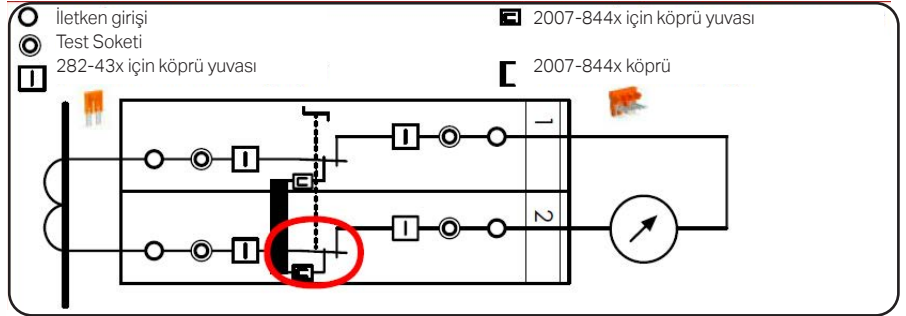 İletken girişi
2007-844x için köprü yuvası
Test Soketi
282-43x için köprü yuvası
2007-844x köprü
1
2